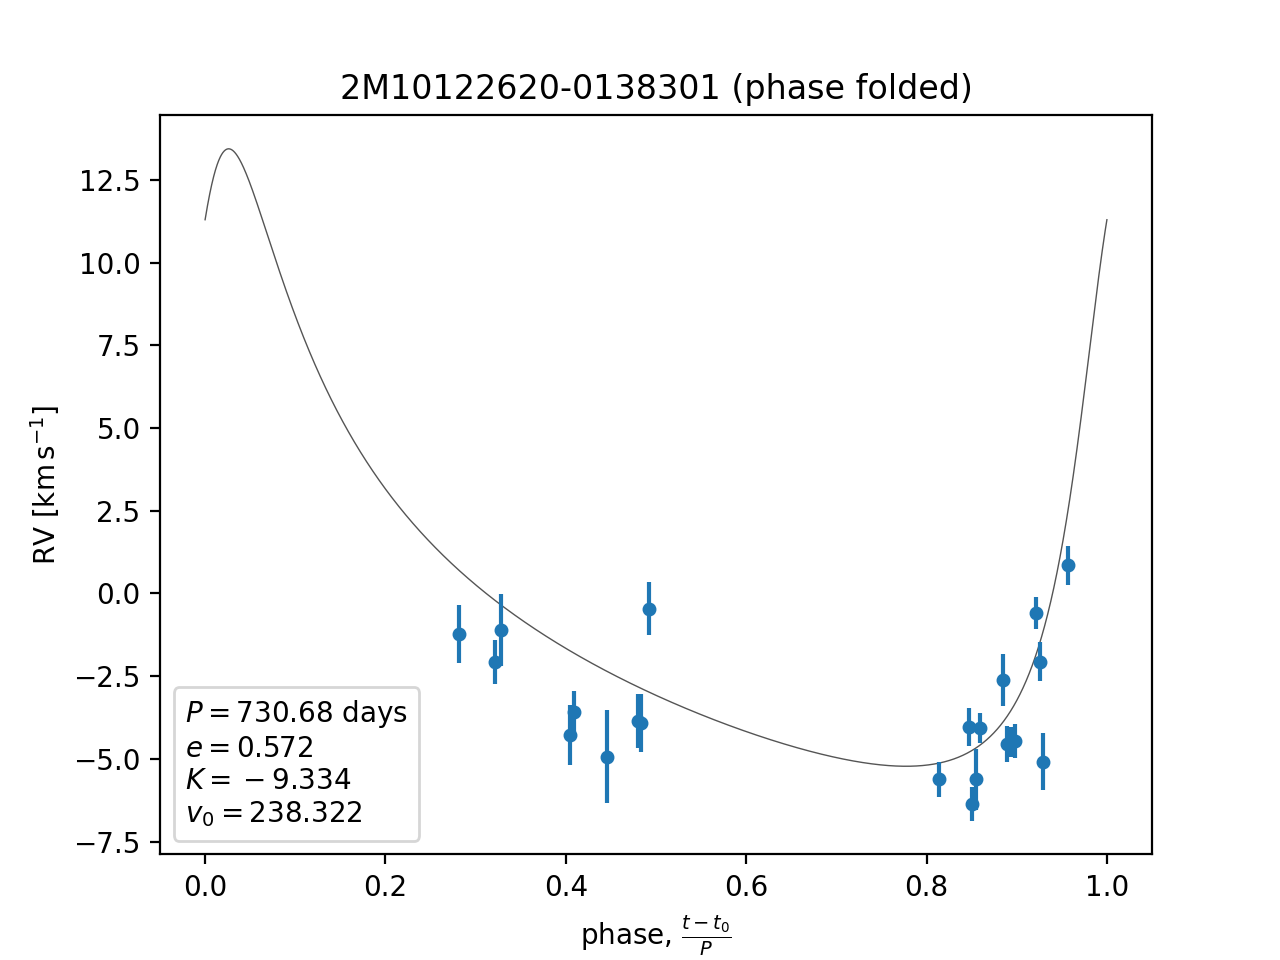 2M10122620-0138301 (phase folded)
12.5
10.0
7.5
5.0
2.5
0.0
−2.5
−5.0
−7.5
RV [km s⁻¹]
P = 730.68 days
e = 0.572
K = −9.334
v₀ = 238.322
0.0 0.2 0.4 0.6 0.8 1.0
phase, (t − t₀)/P